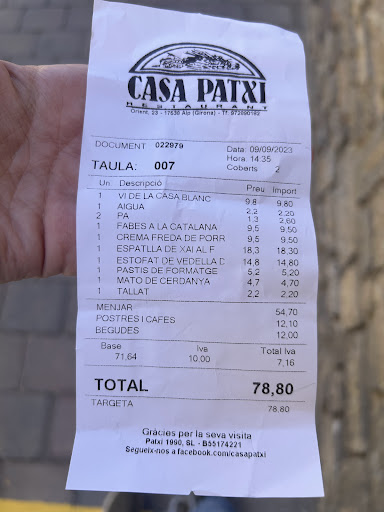 CASA PATXI
RESTAURANT
Orient, 23 - 17538 Alp (Girona) - Tf: 972890182
DOCUMENT 022979 Data: 09/09/2023
Hora: 14:35
TAULA: 007 Coberts 2
Un. Descripció Preu Import
1 VI DE LA CASA BLANC 9,8 9,80
1 AIGUA 2,2 2,20
2 PA 1,3 2,60
1 FABES A LA CATALANA 9,5 9,50
1 CREMA FREDA DE PORR 9,5 9,50
1 ESPATLLA DE XAI AL F 18,3 18,30
1 ESTOFAT DE VEDELLA D 14,8 14,80
1 PASTIS DE FORMATGE 5,2 5,20
1 MATO DE CERDANYA 4,7 4,70
1 TALLAT 2,2 2,20
MENJAR 54,70
POSTRES I CAFES 12,10
BEGUDES 12,00
Base Iva Total Iva
71,64 10,00 7,16
TOTAL 78,80
TARGETA 78,80
Gràcies per la seva visita
Patxi 1990, SL - B55174221
Segueix-nos a facebook.com/casapatxi